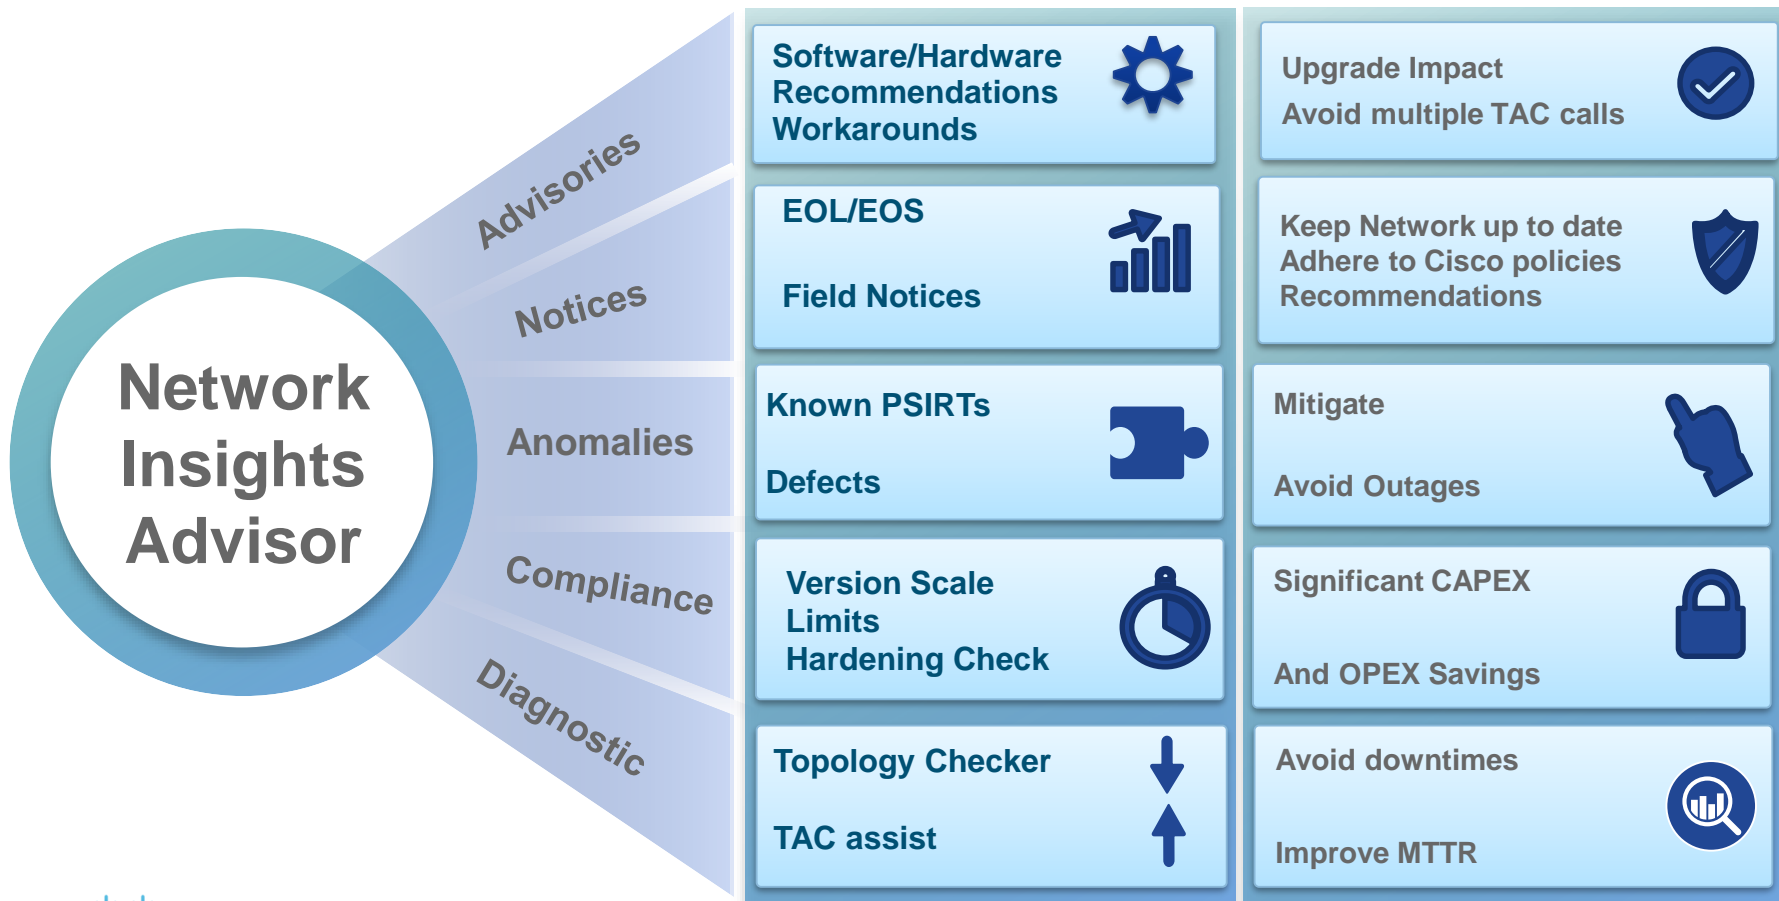 Network
Insights
Advisor
Advisories
Software/Hardware
Recommendations
Workarounds
Upgrade Impact
Avoid multiple TAC calls
Notices
EOL/EOS
Field Notices
Keep Network up to date
Adhere to Cisco policies
Recommendations
Anomalies
Known PSIRTs
Defects
Mitigate
Avoid Outages
Compliance
Version Scale
Limits
Hardening Check
Significant CAPEX
And OPEX Savings
Diagnostic
Topology Checker
TAC assist
Avoid downtimes
Improve MTTR